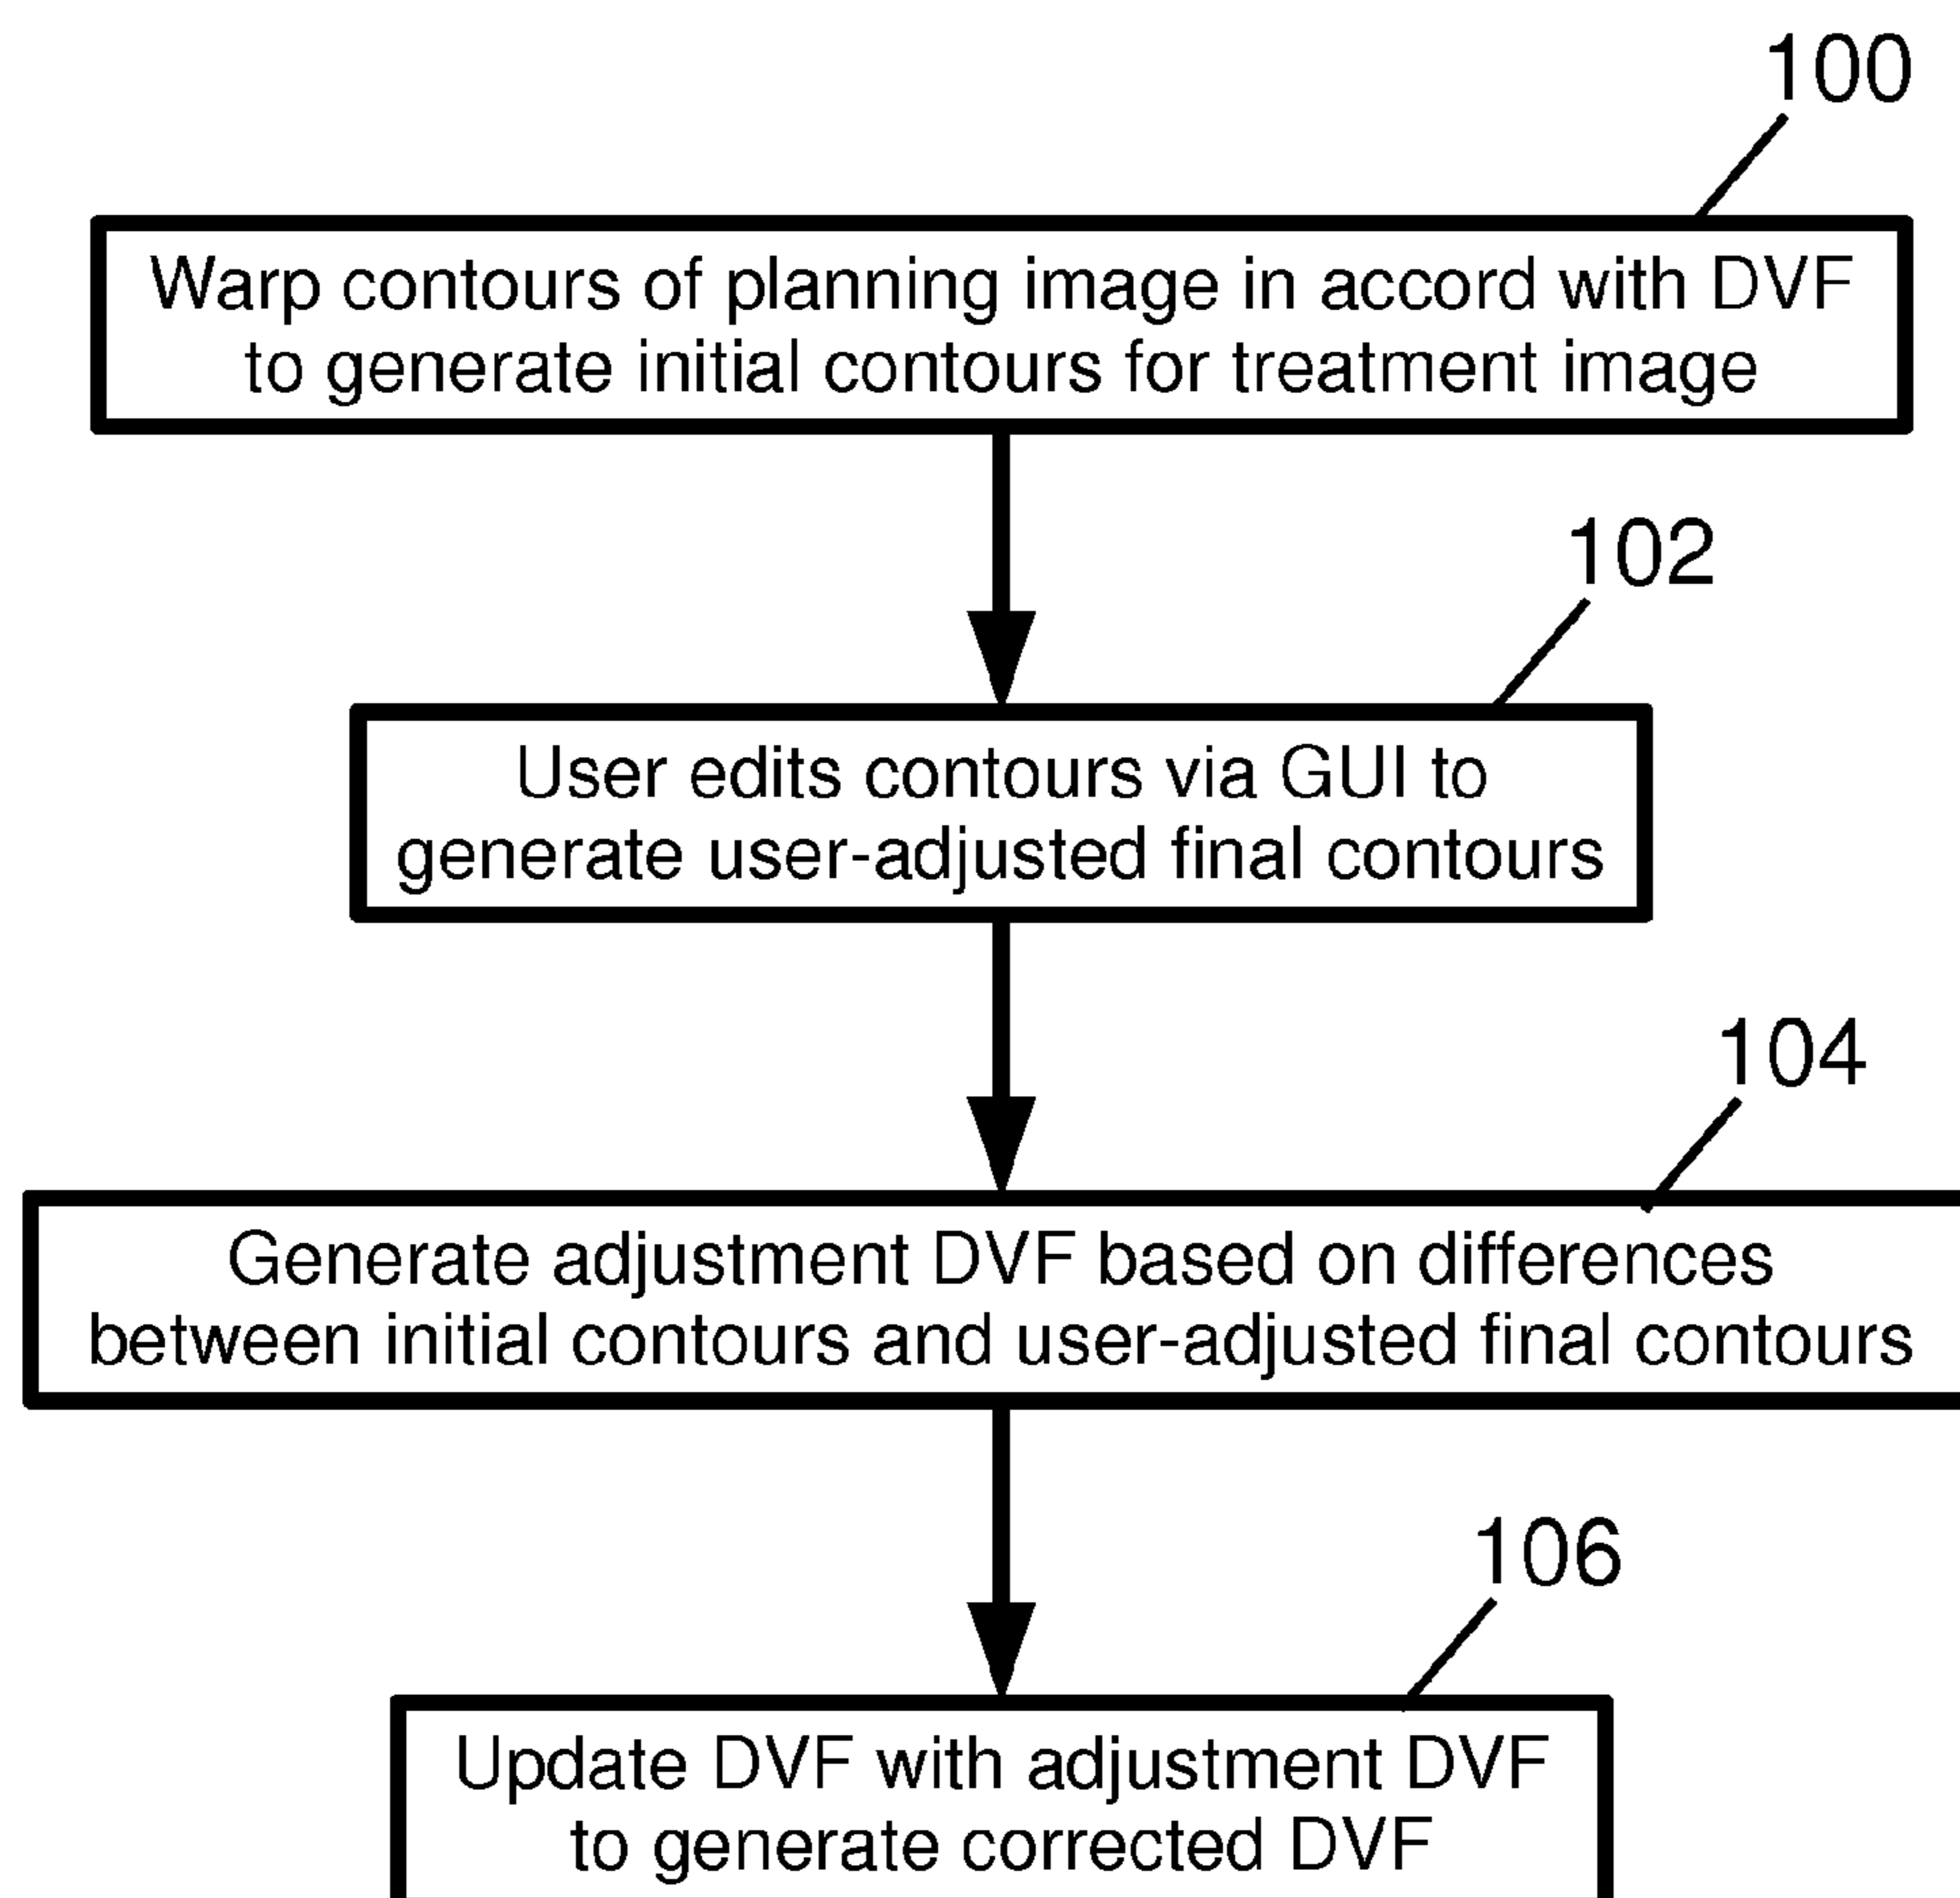 100
Warp contours of planning image in accord with DVF
to generate initial contours for treatment image
102
User edits contours via GUI to
generate user-adjusted final contours
104
Generate adjustment DVF based on differences
between initial contours and user-adjusted final contours
106
Update DVF with adjustment DVF
to generate corrected DVF